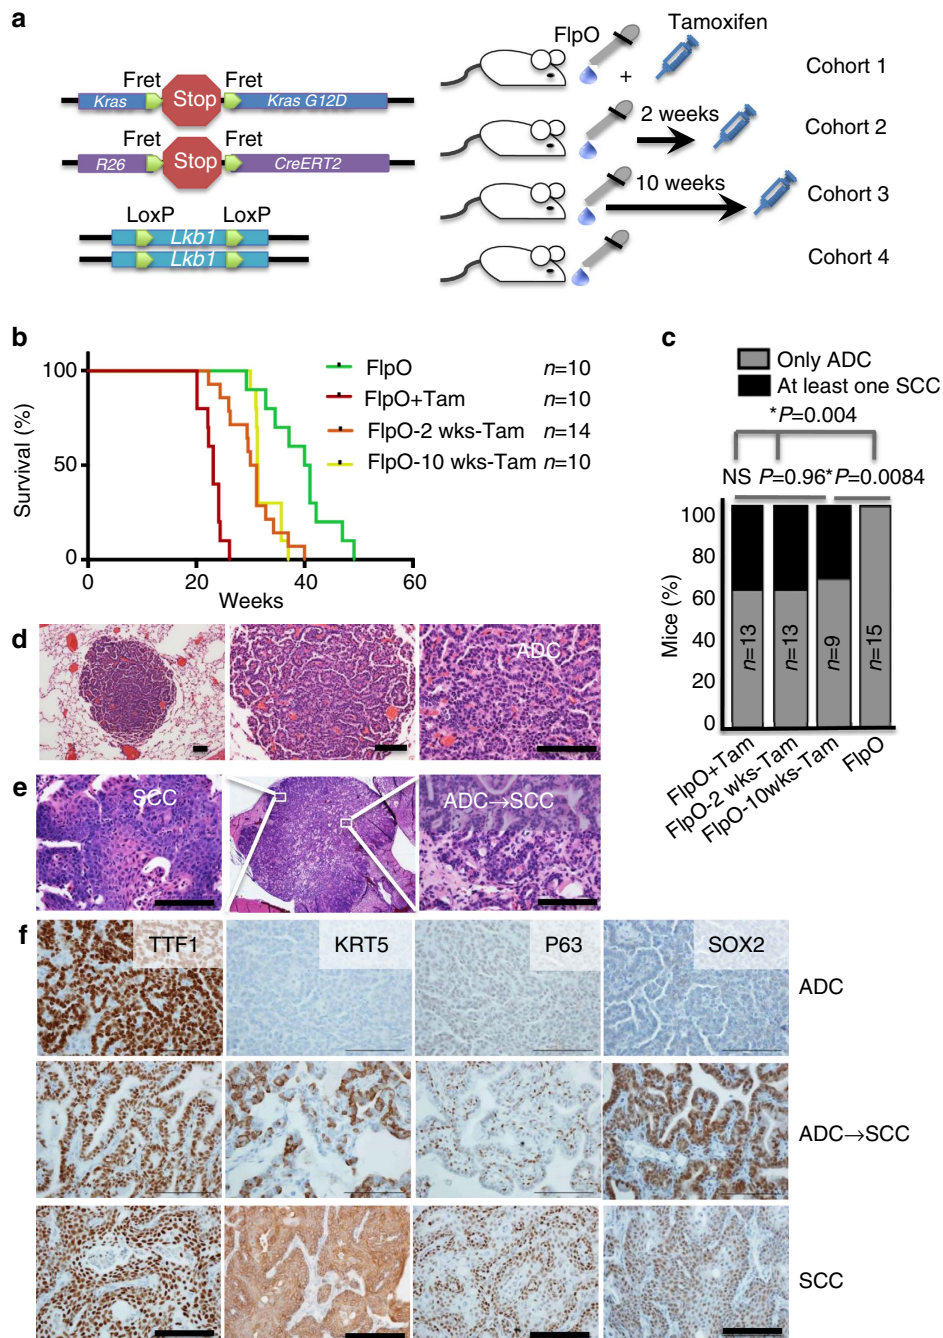 a
Fret
Fret
Kras
Stop
Kras G12D
Fret
Fret
R26
Stop
CreERT2
LoxP
LoxP
Lkb1
Lkb1
FlpO
Tamoxifen
+
Cohort 1
2 weeks
Cohort 2
10 weeks
Cohort 3
Cohort 4
b
100
50
0
Survival (%)
0
20
40
60
Weeks
FlpO n=10
FlpO+Tam n=10
FlpO-2 wks-Tam n=14
FlpO-10 wks-Tam n=10
c
Only ADC
At least one SCC
*P=0.004
NS P=0.96 *P=0.0084
100
80
60
40
20
0
Mice (%)
n=13
n=13
n=9
n=15
FlpO+Tam
FlpO-2 wks-Tam
FlpO-10wks-Tam
FlpO
d
ADC
e
SCC
ADC→SCC
f
TTF1
KRT5
P63
SOX2
ADC
ADC→SCC
SCC